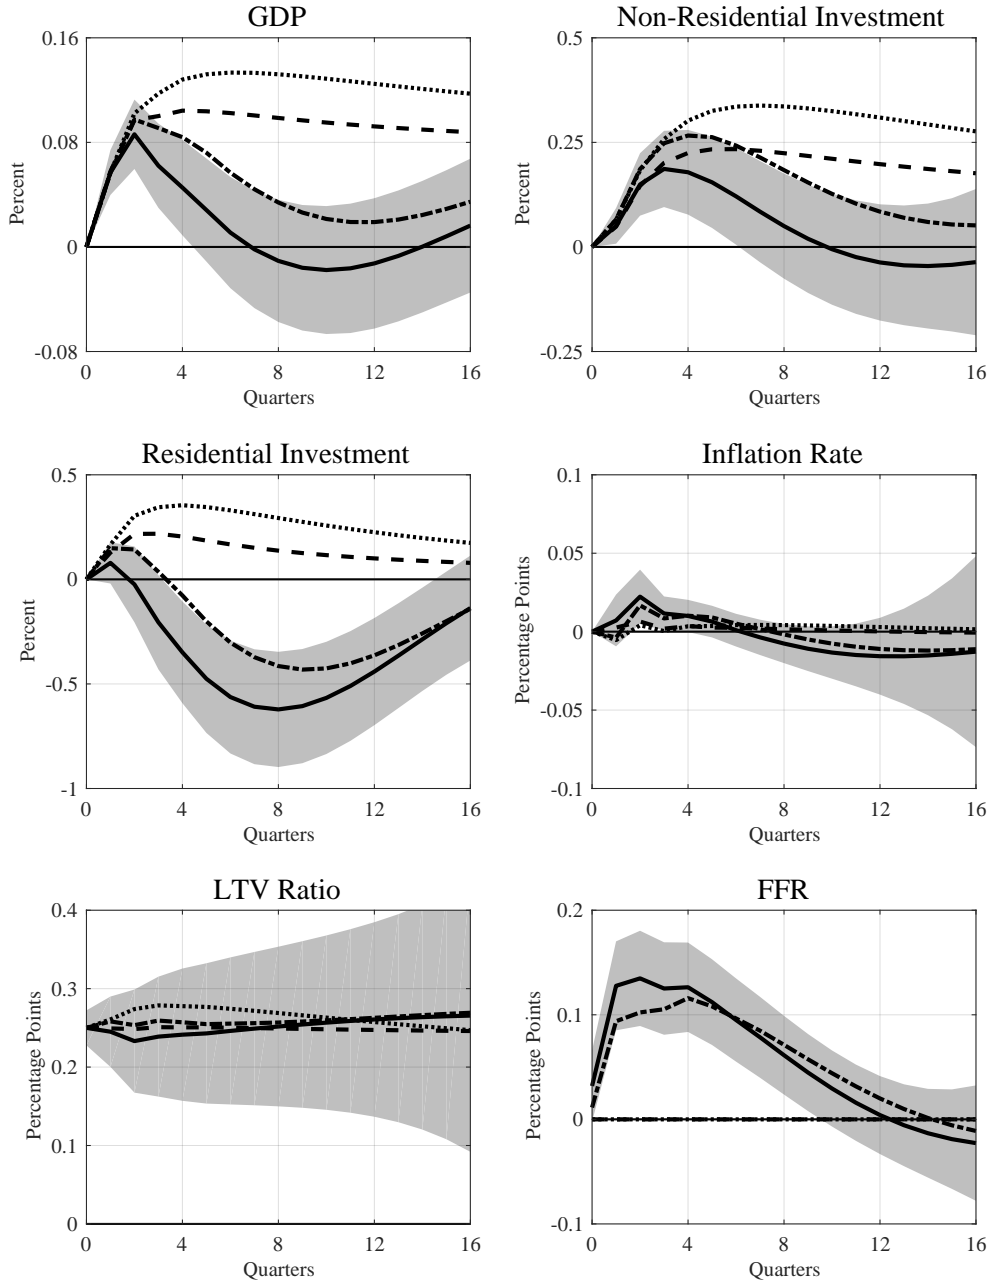 GDP
Percent
0.16
0.08
0
-0.08
0 4 8 12 16
Quarters
Non-Residential Investment
Percent
0.5
0.25
0
-0.25
0 4 8 12 16
Quarters
Residential Investment
Percent
0.5
0
-0.5
-1
0 4 8 12 16
Quarters
Inflation Rate
Percentage Points
0.1
0.05
0
-0.05
-0.1
0 4 8 12 16
Quarters
LTV Ratio
Percentage Points
0.4
0.3
0.2
0.1
0
0 4 8 12 16
Quarters
FFR
Percentage Points
0.2
0.1
0
-0.1
0 4 8 12 16
Quarters